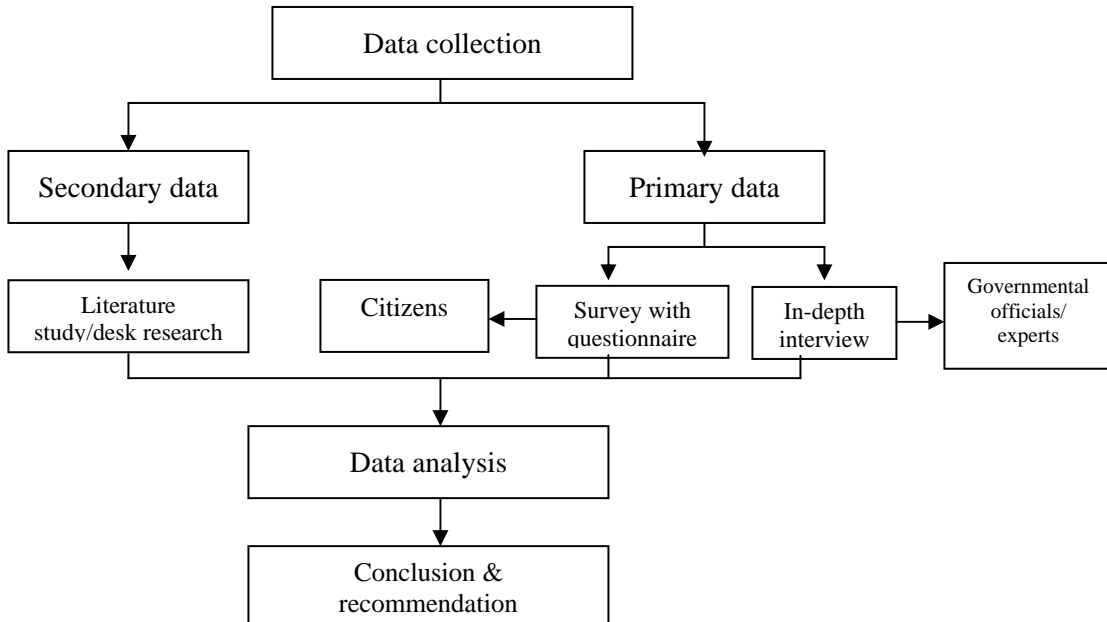 Data collection
Secondary data
Primary data
Literature
study/desk research
Citizens
Survey with
questionnaire
In-depth
interview
Governmental
officials/
experts
Data analysis
Conclusion &
recommendation